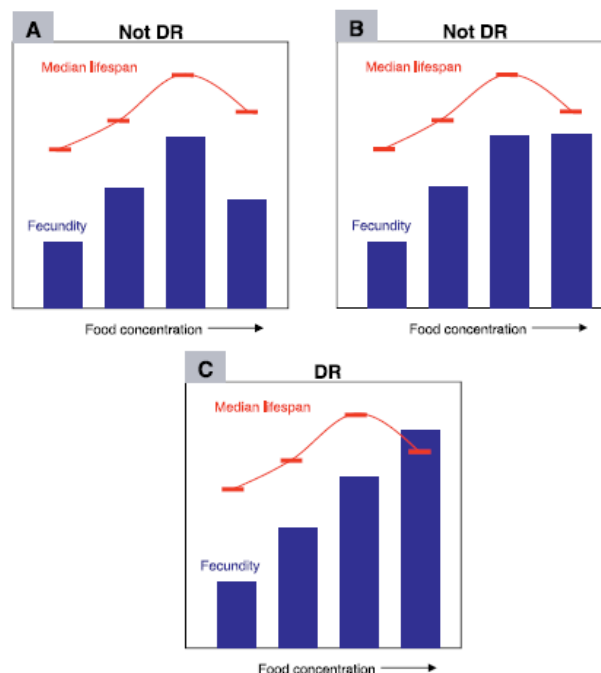 A
Not DR
Median lifespan
Fecundity
Food concentration
B
Not DR
Median lifespan
Fecundity
Food concentration
C
DR
Median lifespan
Fecundity
Food concentration